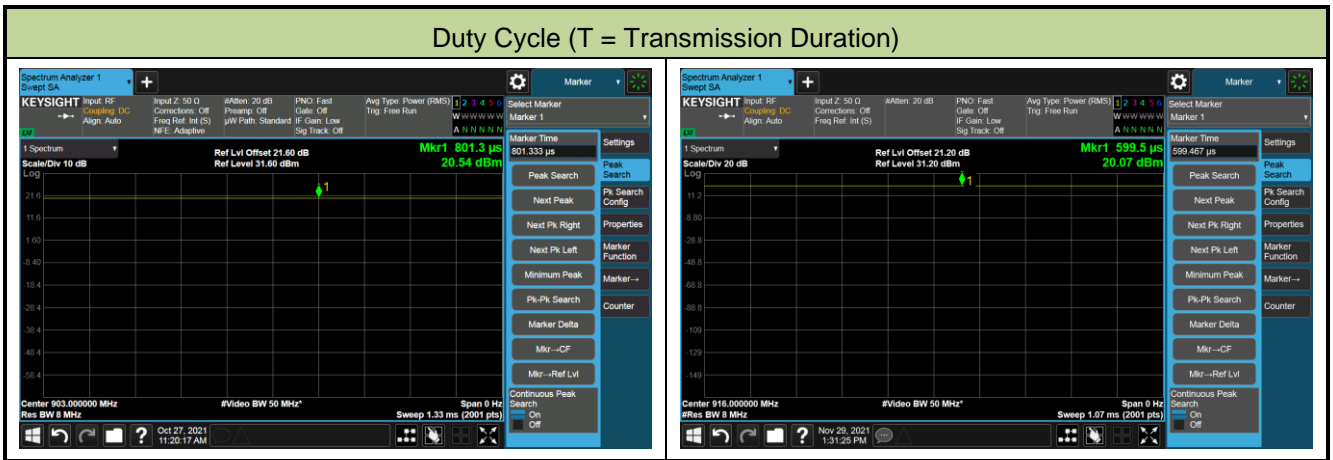 Duty Cycle (T = Transmission Duration)
Spectrum Analyzer 1
Swept SA
+
Marker
KEYSIGHT
Input: RF
Coupling: DC
Align: Auto
Input Z: 50 Ω
Corrections: Off
Freq Ref: Int (S)
NFE: Adaptive
#Atten: 20 dB
Preamp: Off
µW Path: Standard
PNO: Fast
Gate: Off
IF Gain: Low
Sig Track: Off
Avg Type: Power (RMS)
Trig: Free Run
1 2 3 4 5 6
W W W W W W
A N N N N N
Select Marker
Marker 1
1 Spectrum
Scale/Div 10 dB
Log
Ref Lvl Offset 21.60 dB
Ref Level 31.60 dBm
Mkr1 801.3 µs
20.54 dBm
Marker Time
801.333 µs
Settings
Peak Search
Peak
Search
Next Peak
Pk Search
Config
Next Pk Right
Properties
Next Pk Left
Marker
Function
Minimum Peak
Marker→
Pk-Pk Search
Counter
Marker Delta
Mkr→CF
Mkr→Ref Lvl
Continuous Peak
Search
On
Off
1
21.6
11.6
1.60
-8.40
-18.4
-28.4
-38.4
-48.4
-58.4
Center 903.000000 MHz
Res BW 8 MHz
#Video BW 50 MHz*
Span 0 Hz
Sweep 1.33 ms (2001 pts)
?
Oct 27, 2021
11:20:17 AM
Spectrum Analyzer 1
Swept SA
+
Marker
KEYSIGHT
Input: RF
Coupling: DC
Align: Auto
Input Z: 50 Ω
Corrections: Off
Freq Ref: Int (S)
#Atten: 20 dB
PNO: Fast
Gate: Off
IF Gain: Low
Sig Track: Off
Avg Type: Power (RMS)
Trig: Free Run
1 2 3 4 5 6
W W W W W W
A N N N N N
Select Marker
Marker 1
1 Spectrum
Scale/Div 20 dB
Log
Ref Lvl Offset 21.20 dB
Ref Level 31.20 dBm
Mkr1 599.5 µs
20.07 dBm
Marker Time
599.467 µs
Settings
Peak Search
Peak
Search
Next Peak
Pk Search
Config
Next Pk Right
Properties
Next Pk Left
Marker
Function
Minimum Peak
Marker→
Pk-Pk Search
Counter
Marker Delta
Mkr→CF
Mkr→Ref Lvl
Continuous Peak
Search
On
Off
1
11.2
-8.80
-28.8
-48.8
-68.8
-88.8
-109
-129
-149
Center 916.000000 MHz
#Res BW 8 MHz
#Video BW 50 MHz*
Span 0 Hz
Sweep 1.07 ms (2001 pts)
?
Nov 29, 2021
1:31:25 PM